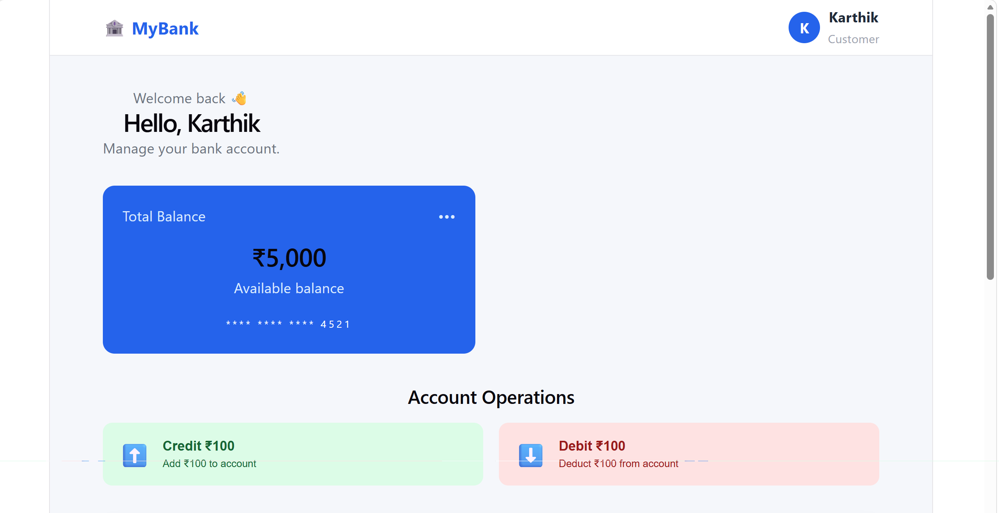 MyBank
K
Karthik
Customer
Welcome back 👋
Hello, Karthik
Manage your bank account.
Total Balance
•••
₹5,000
Available balance
**** **** **** 4521
Account Operations
Credit ₹100
Add ₹100 to account
Debit ₹100
Deduct ₹100 from account